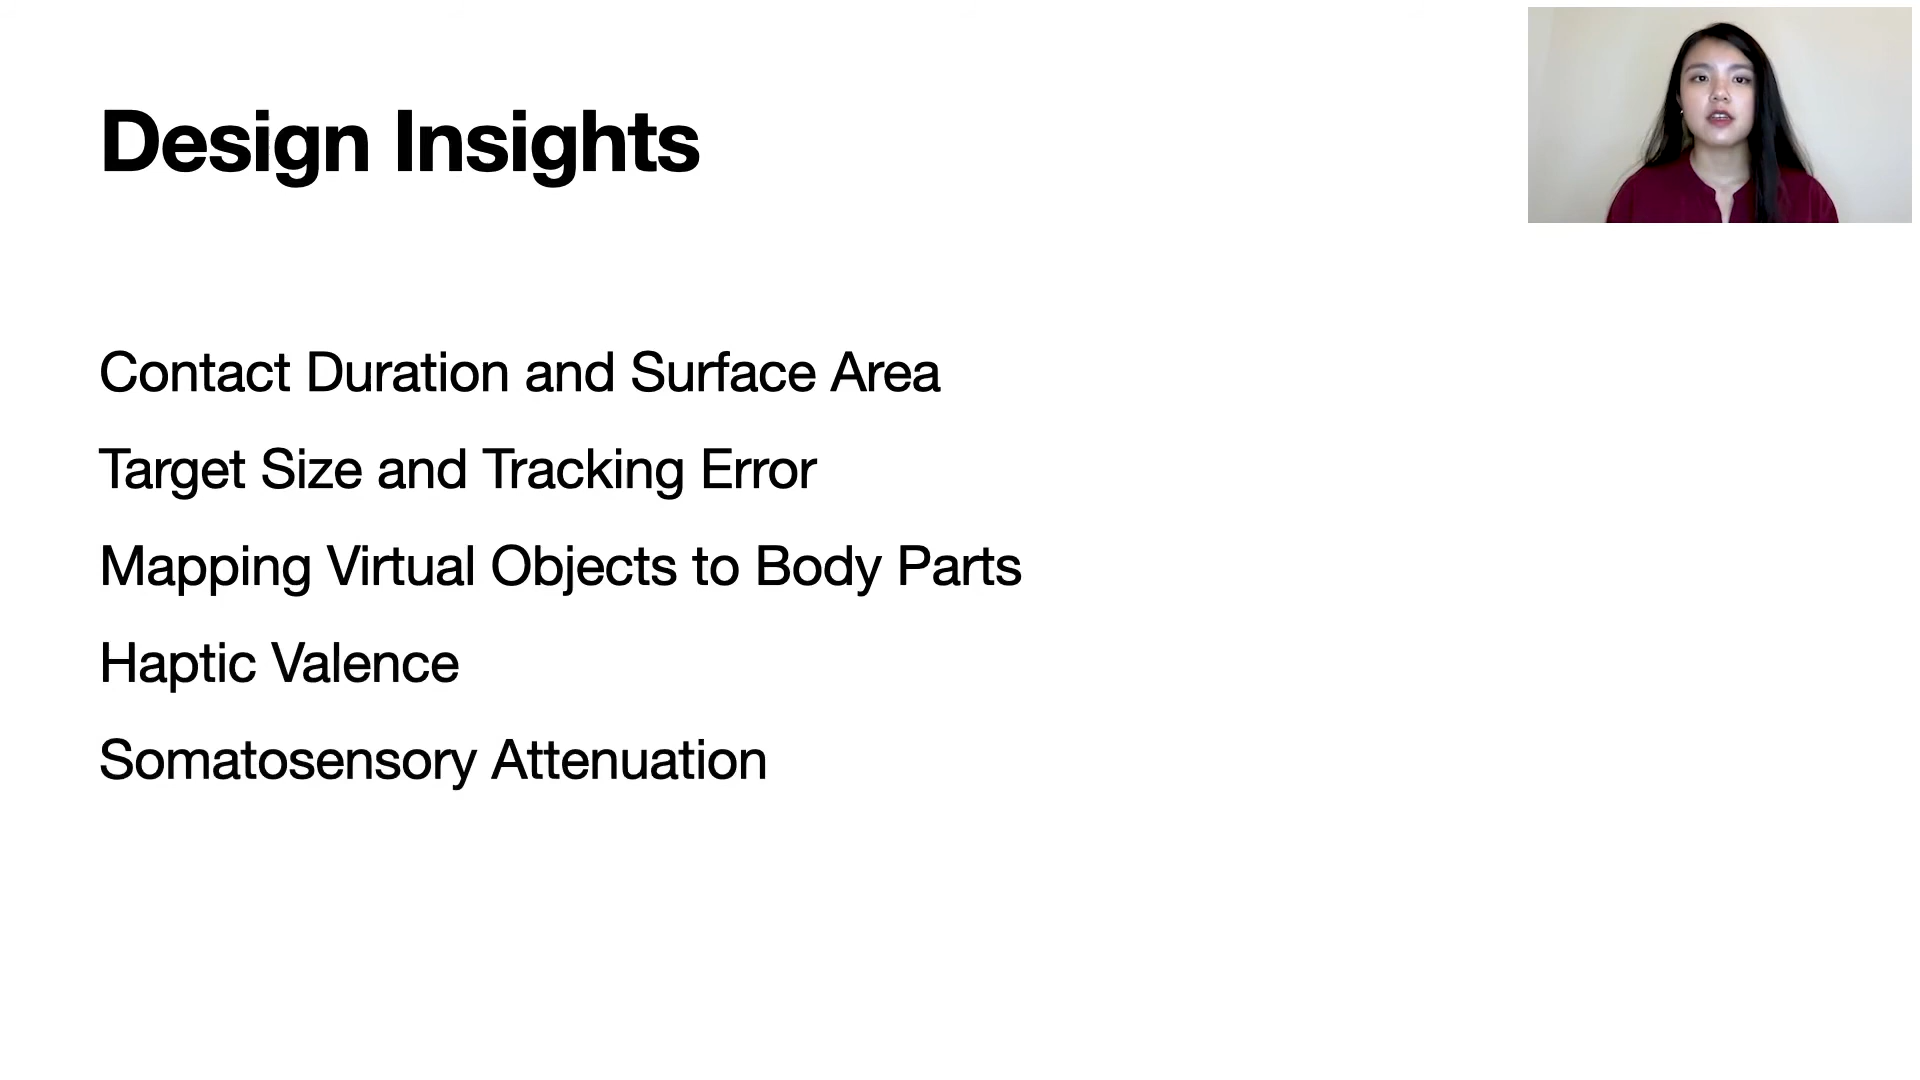 Design Insights
Contact Duration and Surface Area
Target Size and Tracking Error
Mapping Virtual Objects to Body Parts
Haptic Valence
Somatosensory Attenuation